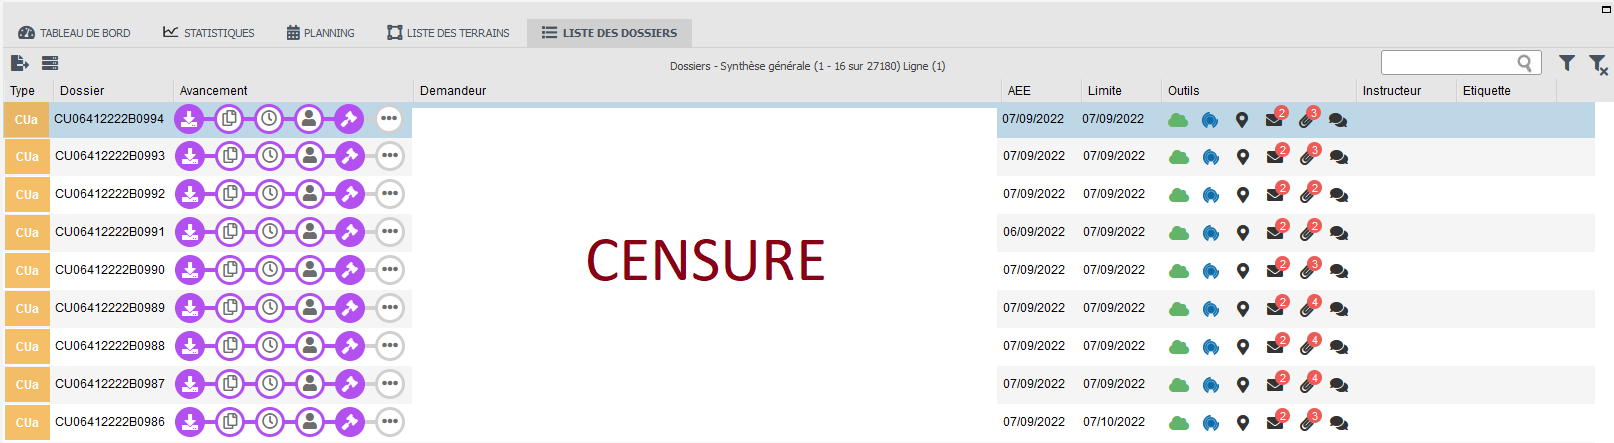 TABLEAU DE BORD STATISTIQUES PLANNING LISTE DES TERRAINS LISTE DES DOSSIERS
Dossiers - Synthèse générale (1 - 16 sur 27180) Ligne (1)
Type Dossier Avancement Demandeur AEE Limite Outils Instructeur Etiquette
CUa CU06412222B0994 07/09/2022 07/09/2022 2 3
CUa CU06412222B0993 07/09/2022 07/09/2022 2 3
CUa CU06412222B0992 07/09/2022 07/09/2022 2 2
CUa CU06412222B0991 06/09/2022 07/09/2022 2 2
CENSURE
CUa CU06412222B0990 07/09/2022 07/09/2022 2 3
CUa CU06412222B0989 07/09/2022 07/09/2022 2 4
CUa CU06412222B0988 07/09/2022 07/09/2022 2 4
CUa CU06412222B0987 07/09/2022 07/09/2022 2 4
CUa CU06412222B0986 07/09/2022 07/10/2022 2 3